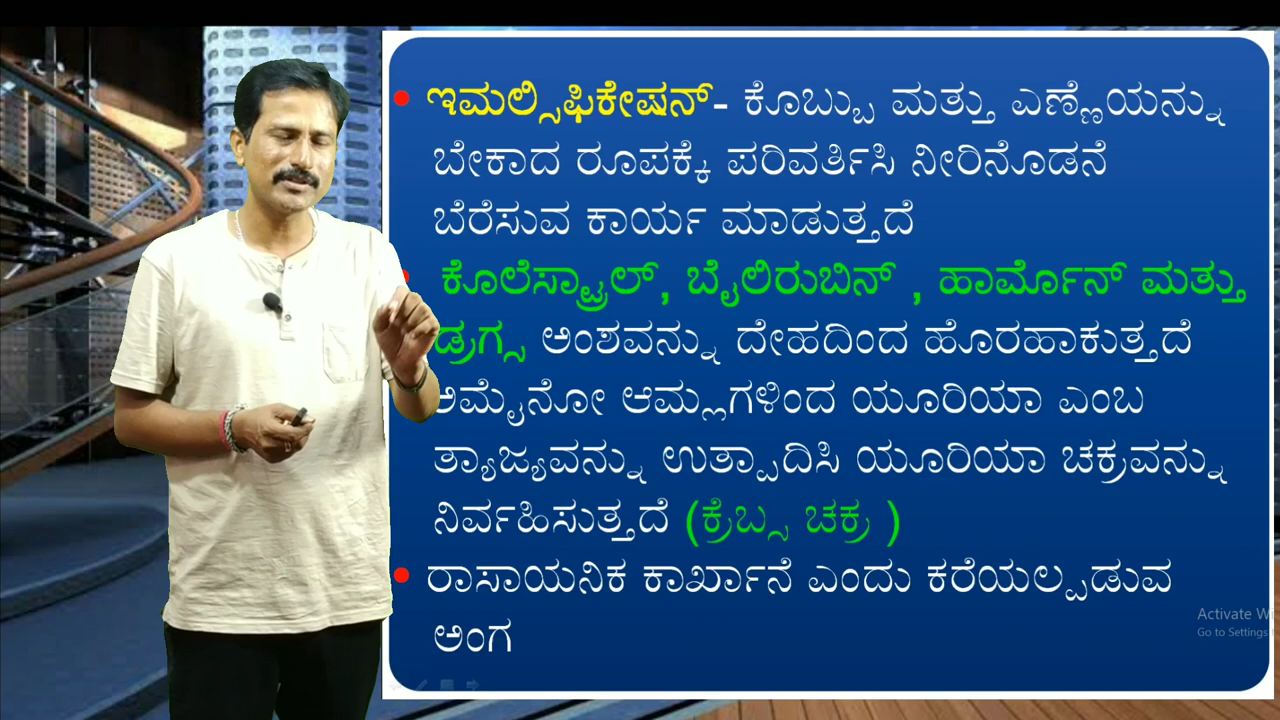 ಇಮಲ್ಸಿಫಿಕೇಷನ್- ಕೊಬ್ಬು ಮತ್ತು ಎಣ್ಣೆಯನ್ನು
ಬೇಕಾದ ರೂಪಕ್ಕೆ ಪರಿವರ್ತಿಸಿ ನೀರಿನೊಡನೆ
ಬೆರೆಸುವ ಕಾರ್ಯ ಮಾಡುತ್ತದೆ
ಕೊಲೆಸ್ಟ್ರಾಲ್, ಬೈಲಿರುಬಿನ್ , ಹಾರ್ಮೊನ್ ಮತ್ತು
ಡ್ರಗ್ಸ ಅಂಶವನ್ನು ದೇಹದಿಂದ ಹೊರಹಾಕುತ್ತದೆ
ಅಮೈನೋ ಆಮ್ಲಗಳಿಂದ ಯೂರಿಯಾ ಎಂಬ
ತ್ಯಾಜ್ಯವನ್ನು ಉತ್ಪಾದಿಸಿ ಯೂರಿಯಾ ಚಕ್ರವನ್ನು
ನಿರ್ವಹಿಸುತ್ತದೆ (ಕ್ರೆಬ್ಸ ಚಕ್ರ )
ರಾಸಾಯನಿಕ ಕಾರ್ಖಾನೆ ಎಂದು ಕರೆಯಲ್ಪಡುವ
ಅಂಗ
Activate Wi
Go to Settings